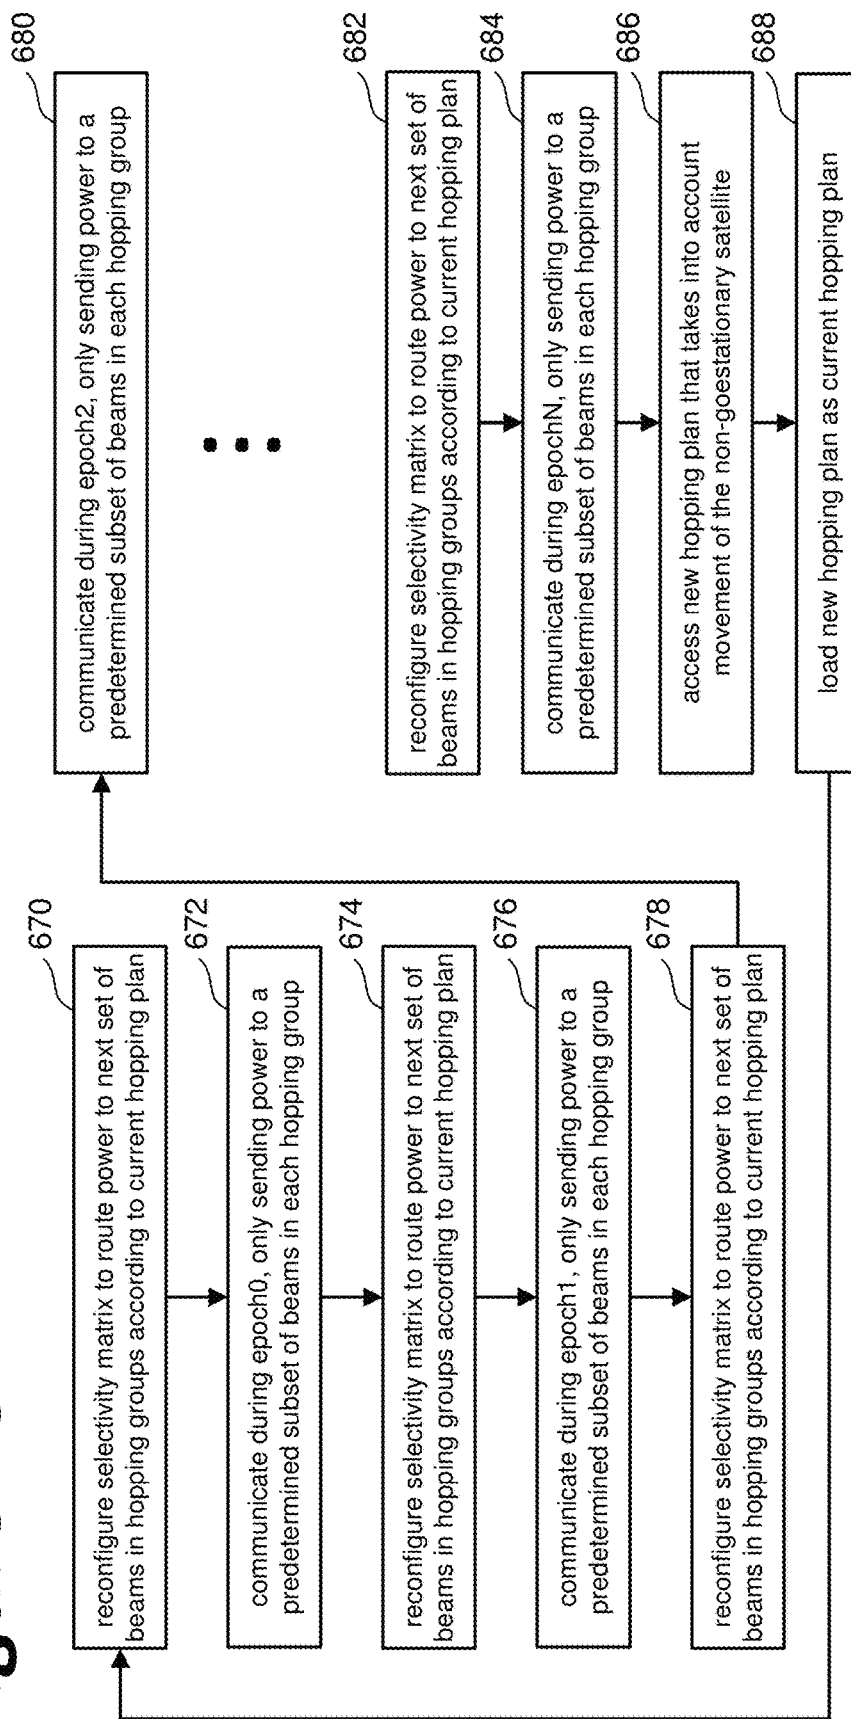 670
reconfigure selectivity matrix to route power to next set of
beams in hopping groups according to current hopping plan
672
communicate during epoch0, only sending power to a
predetermined subset of beams in each hopping group
674
reconfigure selectivity matrix to route power to next set of
beams in hopping groups according to current hopping plan
676
communicate during epoch1, only sending power to a
predetermined subset of beams in each hopping group
678
reconfigure selectivity matrix to route power to next set of
beams in hopping groups according to current hopping plan
680
communicate during epoch2, only sending power to a
predetermined subset of beams in each hopping group
682
reconfigure selectivity matrix to route power to next set of
beams in hopping groups according to current hopping plan
684
communicate during epochN, only sending power to a
predetermined subset of beams in each hopping group
686
access new hopping plan that takes into account
movement of the non-goestationary satellite
688
load new hopping plan as current hopping plan